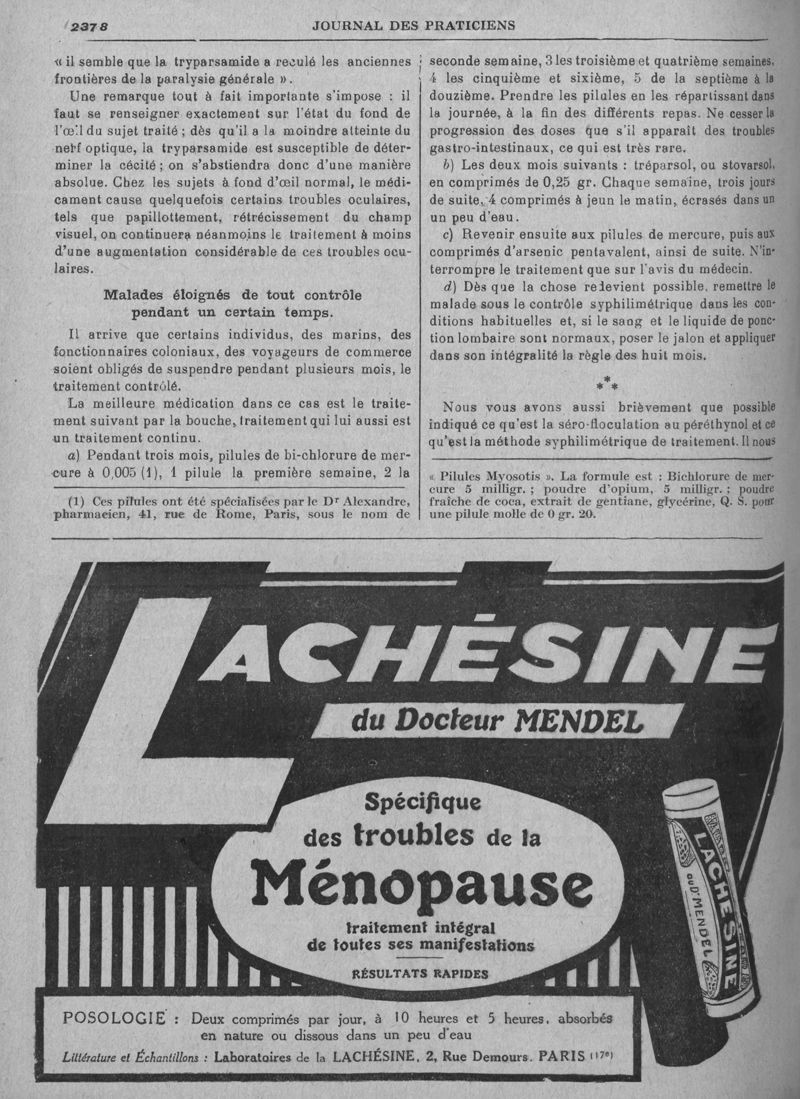 2378
JOURNAL DES PRATICIENS
« il semble que la tryparsamide a reculé les anciennes
frontières de la paralysie générale ».
Une remarque tout à fait importante s'impose : il
faut se renseigner exactement sur l'état du fond de
l'œil du sujet traité ; dès qu'il a la moindre atteinte du
nerf optique, la tryparsamide est susceptible de déter-
miner la cécité ; on s'abstiendra donc d'une manière
absolue. Chez les sujets à fond d'œil normal, le médi-
cament cause quelquefois certains troubles oculaires,
tels que papillottement, rétrécissement du champ
visuel, on continuera néanmoins le traitement à moins
d'une augmentation considérable de ces troubles ocu-
laires.
Malades éloignés de tout contrôle
pendant un certain temps.
Il arrive que certains individus, des marins, des
fonctionnaires coloniaux, des voyageurs de commerce
soient obligés de suspendre pendant plusieurs mois, le
traitement contrôlé.
La meilleure médication dans ce cas est le traite-
ment suivant par la bouche, traitement qui lui aussi est
un traitement continu.
a) Pendant trois mois, pilules de bi-chlorure de mer-
cure à 0,005 (1), 1 pilule la première semaine, 2 la
(1) Ces pilules ont été spécialisées par le Dr Alexandre,
pharmacien, 41, rue de Rome, Paris, sous le nom de
seconde semaine, 3 les troisième et quatrième semaines,
4 les cinquième et sixième, 5 de la septième à la
douzième. Prendre les pilules en les répartissant dans
la journée, à la fin des différents repas. Ne cesser la
progression des doses que s'il apparaît des troubles
gastro-intestinaux, ce qui est très rare.
b) Les deux mois suivants : tréparsol, ou stovarsol,
en comprimés de 0,25 gr. Chaque semaine, trois jours
de suite, 4 comprimés à jeun le matin, écrasés dans un
un peu d'eau.
c) Revenir ensuite aux pilules de mercure, puis aux
comprimés d'arsenic pentavalent, ainsi de suite. N'in-
terrompre le traitement que sur l'avis du médecin.
d) Dès que la chose redevient possible, remettre le
malade sous le contrôle syphilimétrique dans les con-
ditions habituelles et, si le sang et le liquide de ponc-
tion lombaire sont normaux, poser le jalon et appliquer
dans son intégralité la règle des huit mois.
*
* *
Nous vous avons aussi brièvement que possible
indiqué ce qu'est la séro-floculation au péréthynol et ce
qu'est la méthode syphilimétrique de traitement. Il nous
« Pilules Myosotis ». La formule est : Bichlorure de mer-
cure 5 milligr. ; poudre d'opium, 5 milligr. ; poudre
fraîche de coca, extrait de gentiane, glycérine, Q. S. pour
une pilule molle de 0 gr. 20.
LACHÉSINE
du Docteur MENDEL
Spécifique
des troubles de la
Ménopause
traitement intégral
de toutes ses manifestations
RÉSULTATS RAPIDES
LACHÉSINE
DU Dr MENDEL
POSOLOGIE : Deux comprimés par jour, à 10 heures et 5 heures, absorbés
en nature ou dissous dans un peu d'eau
Littérature et Échantillons : Laboratoires de la LACHÉSINE, 2, Rue Demours. PARIS (17e)